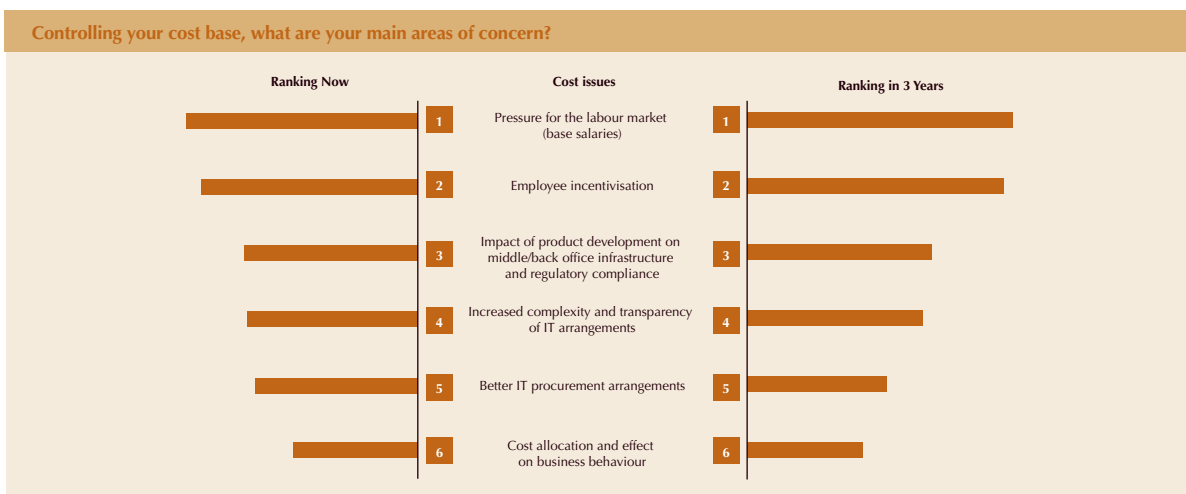 Controlling your cost base, what are your main areas of concern?
Ranking Now
Cost issues
Ranking in 3 Years
1
Pressure for the labour market
(base salaries)
1
2
Employee incentivisation
2
3
Impact of product development on
middle/back office infrastructure
and regulatory compliance
3
4
Increased complexity and transparency
of IT arrangements
4
5
Better IT procurement arrangements
5
6
Cost allocation and effect
on business behaviour
6